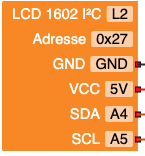 LCD 1602 I²C L2
Adresse 0x27
GND GND
VCC 5V
SDA A4
SCL A5